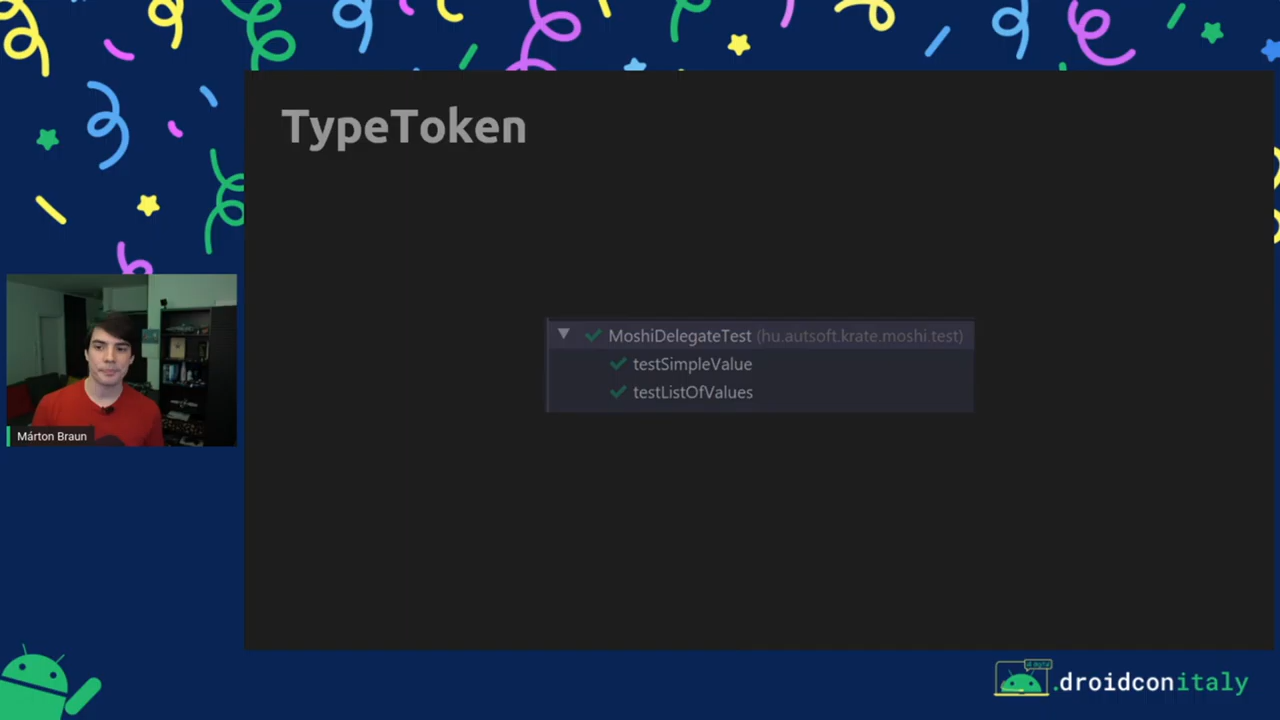 TypeToken
MoshiDelegateTest (hu.autsoft.krate.moshi.test)
testSimpleValue
testListOfValues
Márton Braun
.droidconitaly